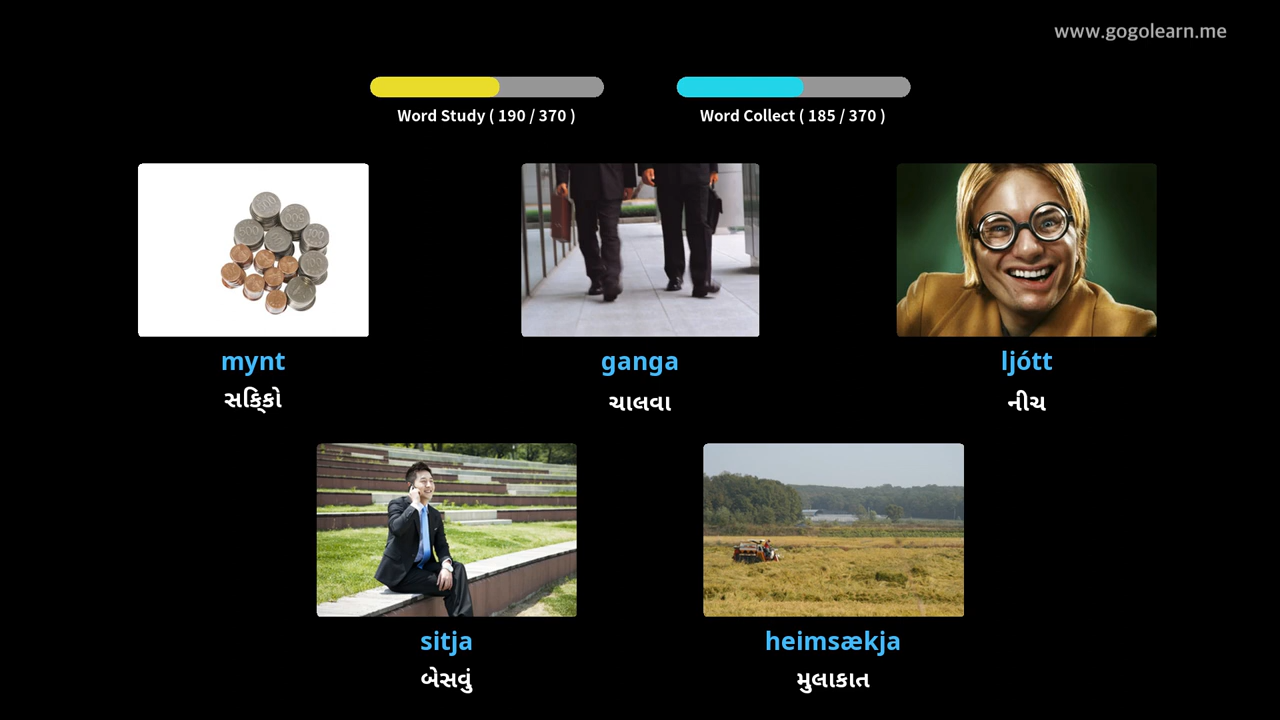 www.gogolearn.me
Word Study ( 190 / 370 )
Word Collect ( 185 / 370 )
mynt
સિક્કો
ganga
ચાલવા
ljótt
નીચ
sitja
બેસવું
heimsækja
મુલાકાત